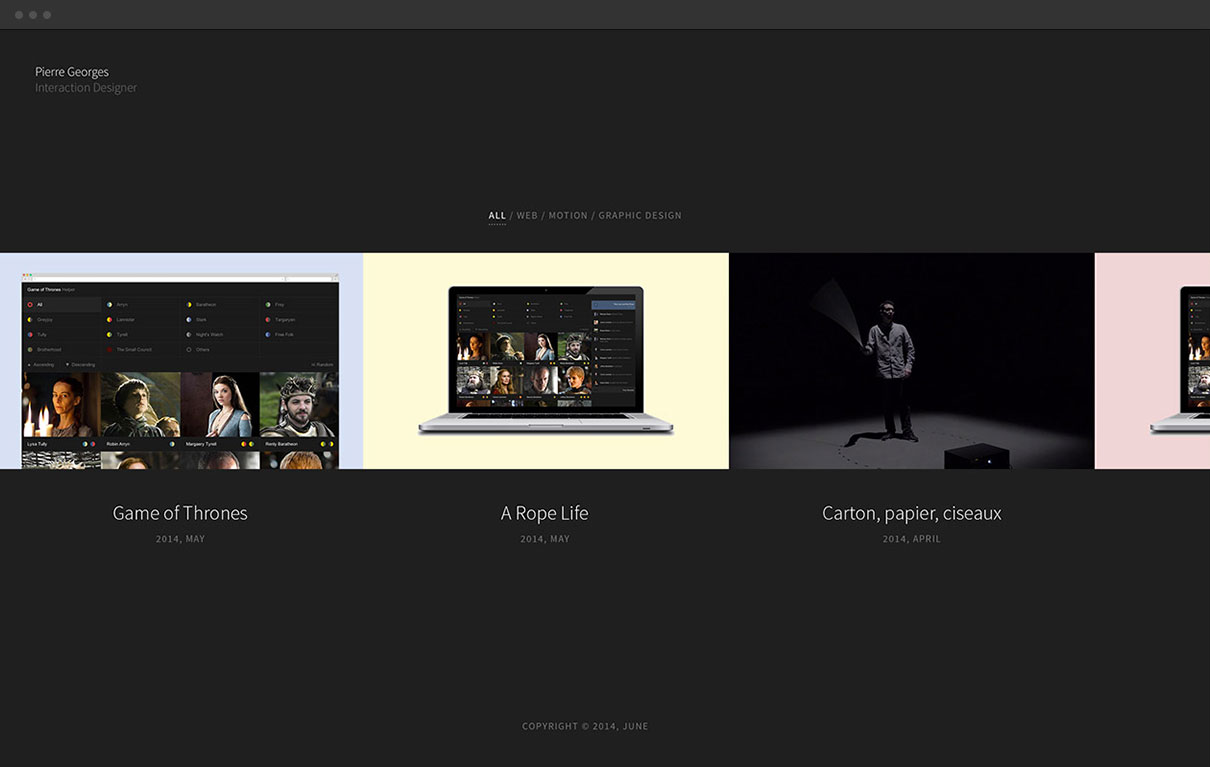 Pierre Georges
Interaction Designer
ALL / WEB / MOTION / GRAPHIC DESIGN
Game of Thrones Helper
All
Arryn
Baratheon
Frey
Greyjoy
Lannister
Stark
Targaryen
Tully
Tyrell
Night's Watch
Free Folk
Brotherhood
The Small Council
Others
Ascending
Descending
Random
Lysa Tully
Robin Arryn
Margaery Tyrell
Renly Baratheon
Game of Thrones
2014, MAY
A Rope Life
2014, MAY
Carton, papier, ciseaux
2014, APRIL
COPYRIGHT © 2014, JUNE